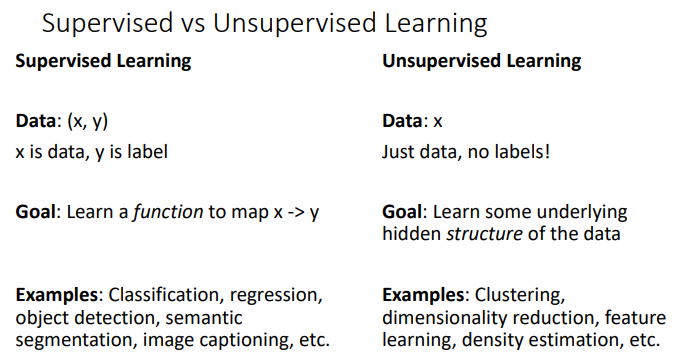 Supervised vs Unsupervised Learning
Supervised Learning
Data: (x, y)
x is data, y is label
Goal: Learn a function to map x -> y
Examples: Classification, regression,
object detection, semantic
segmentation, image captioning, etc.
Unsupervised Learning
Data: x
Just data, no labels!
Goal: Learn some underlying
hidden structure of the data
Examples: Clustering,
dimensionality reduction, feature
learning, density estimation, etc.